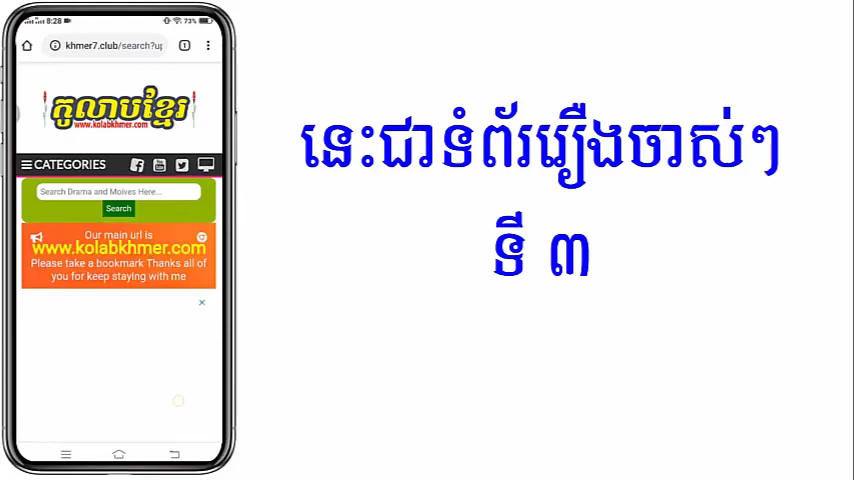 8:28
73%
khmer7.club/search?up
1
កូលាបខ្មែរ
www.kolabkhmer.com
CATEGORIES
Search Drama and Moives Here...
Search
Our main url is
www.kolabkhmer.com
Please take a bookmark Thanks all of
you for keep staying with me
នេះជាទំព័ររឿងចាស់ៗ
ទី ៣